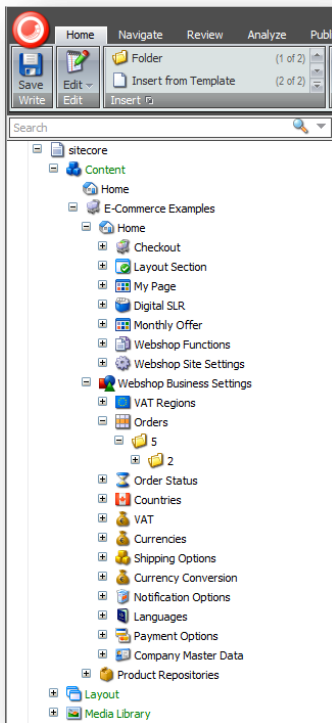 Home Navigate Review Analyze
Save Edit Folder (1 of 2)
Insert from Template (2 of 2)
Write Edit Insert
Search
sitecore
Content
Home
E-Commerce Examples
Home
Checkout
Layout Section
My Page
Digital SLR
Monthly Offer
Webshop Functions
Webshop Site Settings
Webshop Business Settings
VAT Regions
Orders
5
2
Order Status
Countries
VAT
Currencies
Shipping Options
Currency Conversion
Notification Options
Languages
Payment Options
Company Master Data
Product Repositories
Layout
Media Library